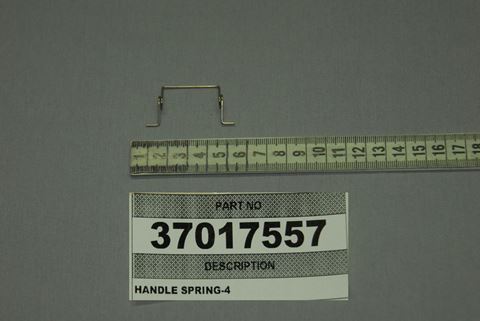 1 2 3 4 5 6 7 8 9 10 11 12 13 14 15 16 17 18
PART NO
37017557
DESCRIPTION
HANDLE SPRING-4